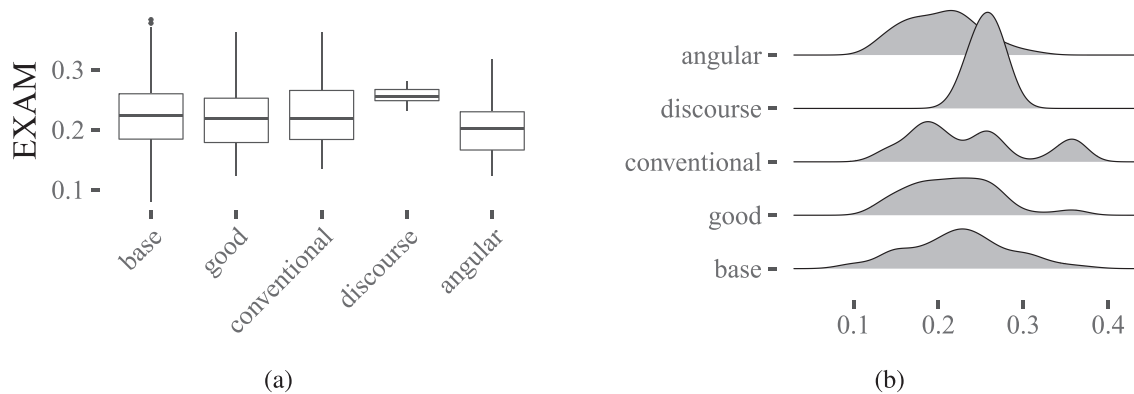 EXAM
0.3
0.2
0.1
base
good
conventional
discourse
angular
(a)
angular
discourse
conventional
good
base
0.1 0.2 0.3 0.4
(b)